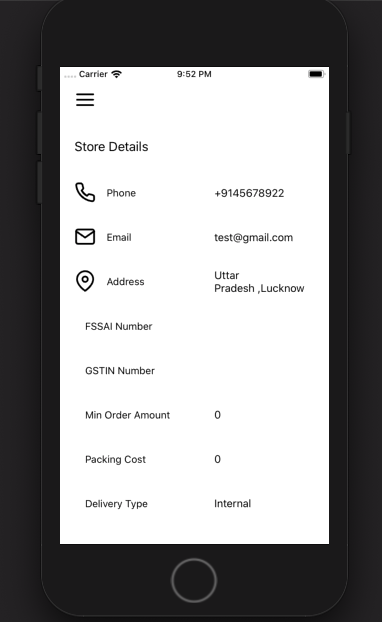 Carrier 9:52 PM
Store Details
Phone +9145678922
Email test@gmail.com
Address Uttar
Pradesh ,Lucknow
FSSAI Number
GSTIN Number
Min Order Amount 0
Packing Cost 0
Delivery Type Internal